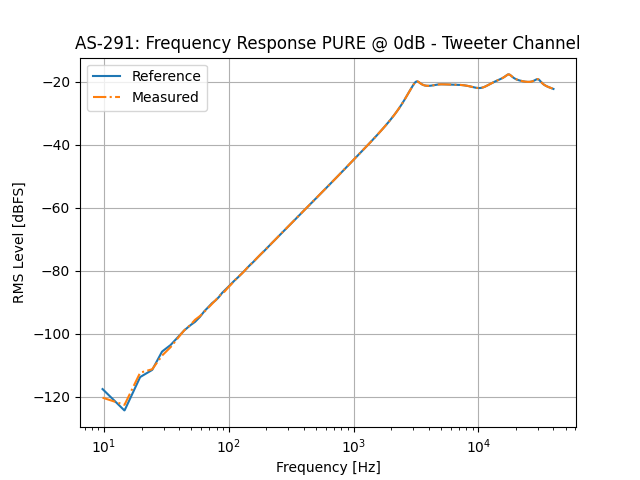 AS-291: Frequency Response PURE @ 0dB - Tweeter Channel
Reference
Measured
RMS Level [dBFS]
−20
−40
−60
−80
−100
−120
10¹
10²
10³
10⁴
Frequency [Hz]